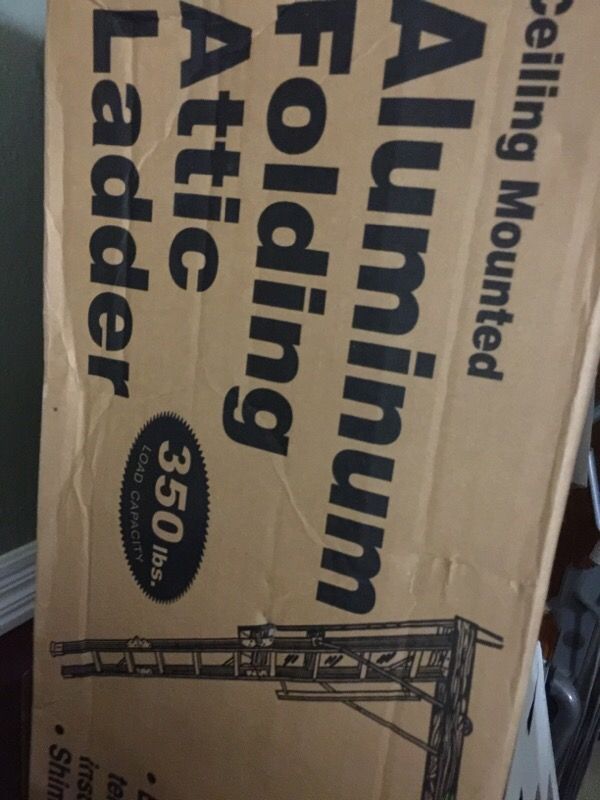 Ceiling Mounted
Aluminum
Folding
Attic
Ladder
350 lbs.
LOAD CAPACITY